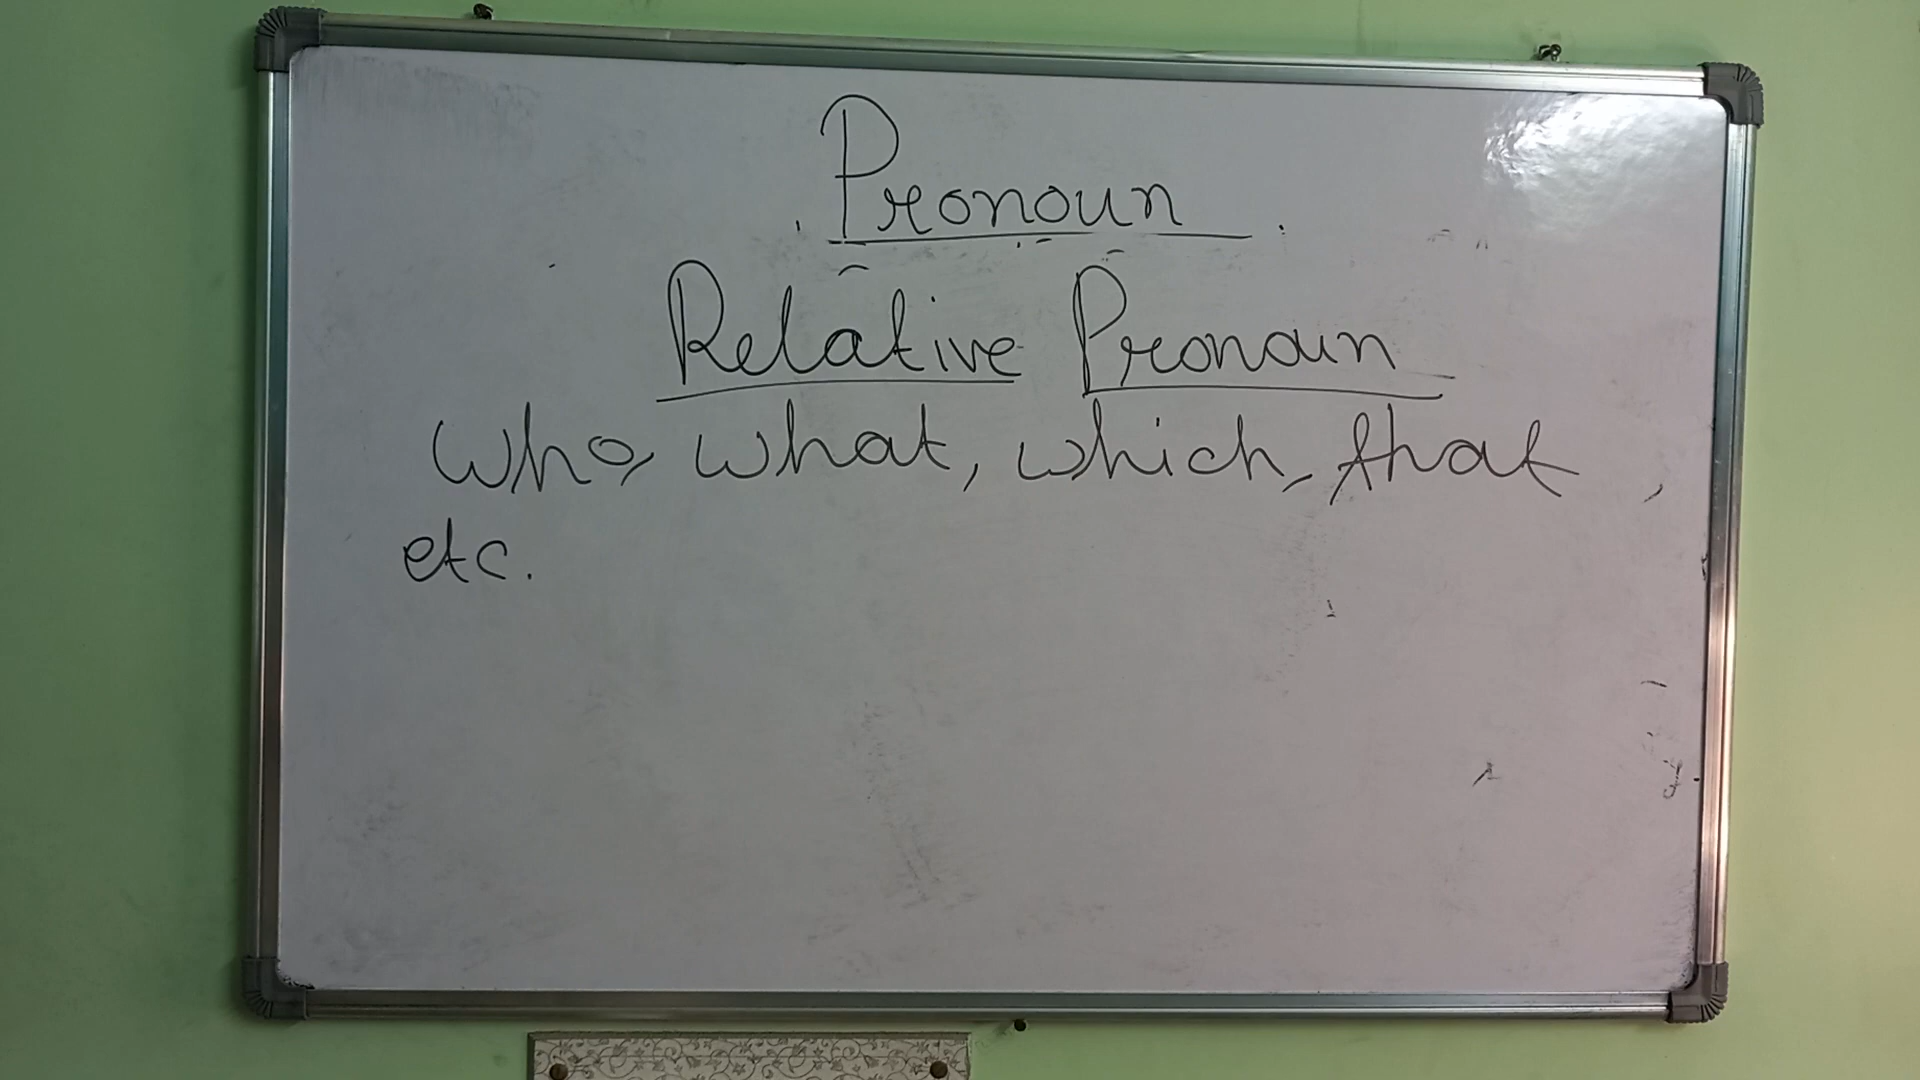 Pronoun
Relative Pronoun
Who, what, which, that,
etc.